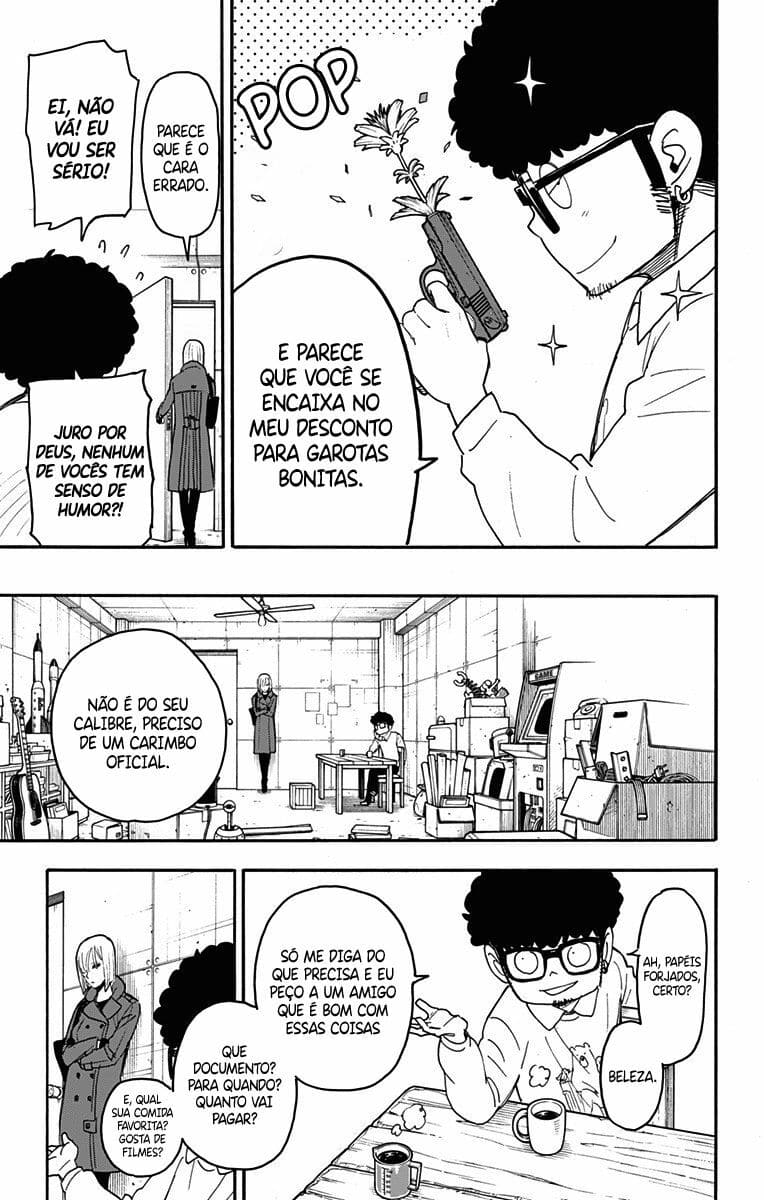 POP
E PARECE
QUE VOCÊ SE
ENCAIXA NO
MEU DESCONTO
PARA GAROTAS
BONITAS.
PARECE
QUE É O
CARA
ERRADO.
EI, NÃO
VÁ! EU
VOU SER
SÉRIO!
JURO POR
DEUS, NENHUM
DE VOCÊS TEM
SENSO DE
HUMOR?!
GAME
NÃO É DO SEU
CALIBRE, PRECISO
DE UM CARIMBO
OFICIAL.
AH, PAPÉIS
FORJADOS,
CERTO?
BELEZA.
SÓ ME DIGA DO
QUE PRECISA E EU
PEÇO A UM AMIGO
QUE É BOM COM
ESSAS COISAS
QUE
DOCUMENTO?
PARA QUANDO?
QUANTO VAI
PAGAR?
E, QUAL
SUA COMIDA
FAVORITA?
GOSTA DE
FILMES?